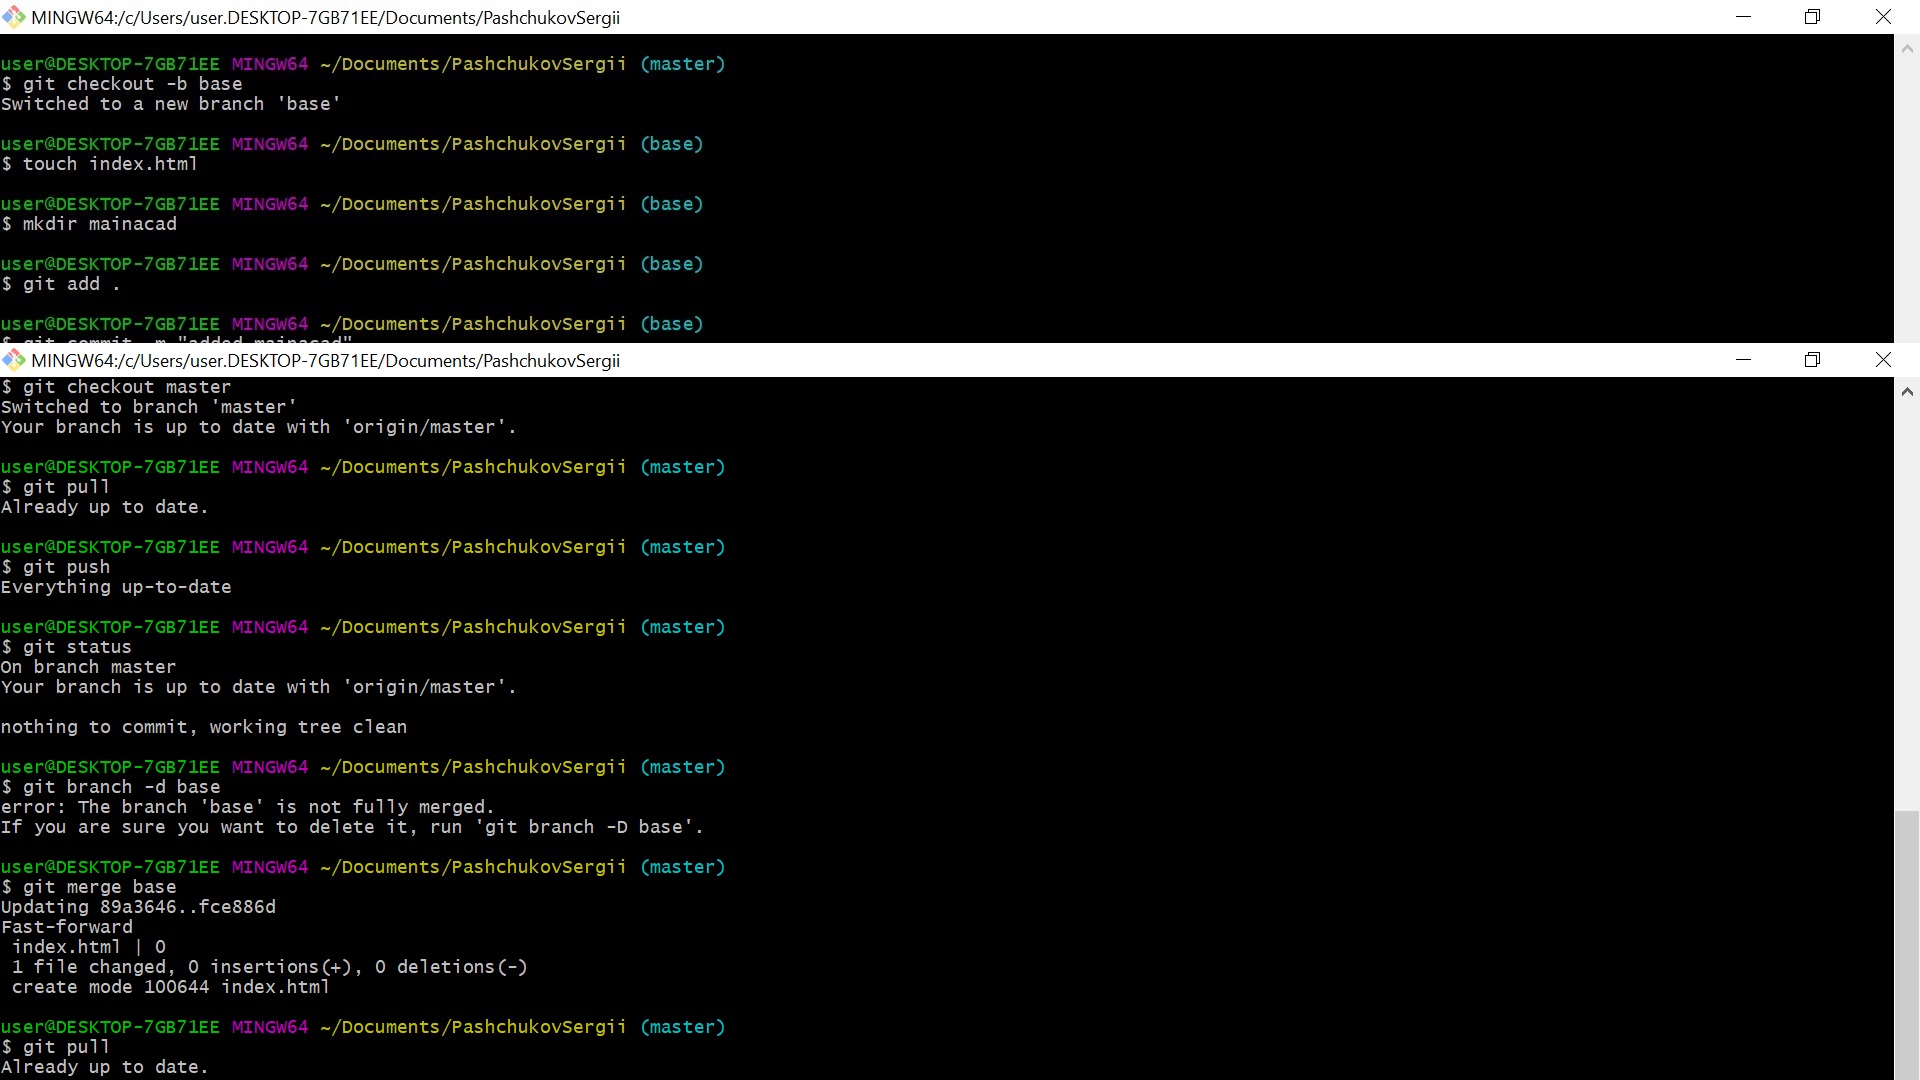 MINGW64:/c/Users/user.DESKTOP-7GB71EE/Documents/PashchukovSergii
user@DESKTOP-7GB71EE MINGW64 ~/Documents/PashchukovSergii (master)
$ git checkout -b base
Switched to a new branch 'base'
user@DESKTOP-7GB71EE MINGW64 ~/Documents/PashchukovSergii (base)
$ touch index.html
user@DESKTOP-7GB71EE MINGW64 ~/Documents/PashchukovSergii (base)
$ mkdir mainacad
user@DESKTOP-7GB71EE MINGW64 ~/Documents/PashchukovSergii (base)
$ git add .
user@DESKTOP-7GB71EE MINGW64 ~/Documents/PashchukovSergii (base)
$ git commit -m "added mainacad"
MINGW64:/c/Users/user.DESKTOP-7GB71EE/Documents/PashchukovSergii
$ git checkout master
Switched to branch 'master'
Your branch is up to date with 'origin/master'.
user@DESKTOP-7GB71EE MINGW64 ~/Documents/PashchukovSergii (master)
$ git pull
Already up to date.
user@DESKTOP-7GB71EE MINGW64 ~/Documents/PashchukovSergii (master)
$ git push
Everything up-to-date
user@DESKTOP-7GB71EE MINGW64 ~/Documents/PashchukovSergii (master)
$ git status
On branch master
Your branch is up to date with 'origin/master'.
nothing to commit, working tree clean
user@DESKTOP-7GB71EE MINGW64 ~/Documents/PashchukovSergii (master)
$ git branch -d base
error: The branch 'base' is not fully merged.
If you are sure you want to delete it, run 'git branch -D base'.
user@DESKTOP-7GB71EE MINGW64 ~/Documents/PashchukovSergii (master)
$ git merge base
Updating 89a3646..fce886d
Fast-forward
index.html | 0
1 file changed, 0 insertions(+), 0 deletions(-)
create mode 100644 index.html
user@DESKTOP-7GB71EE MINGW64 ~/Documents/PashchukovSergii (master)
$ git pull
Already up to date.